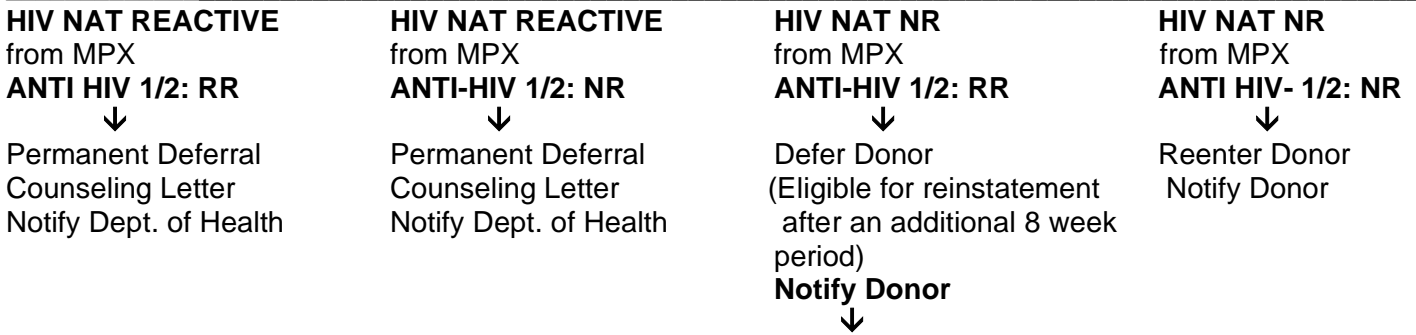 HIV NAT REACTIVE
from MPX
ANTI HIV 1/2: RR
Permanent Deferral
Counseling Letter
Notify Dept. of Health
HIV NAT REACTIVE
from MPX
ANTI-HIV 1/2: NR
Permanent Deferral
Counseling Letter
Notify Dept. of Health
HIV NAT NR
from MPX
ANTI-HIV 1/2: RR
Defer Donor
(Eligible for reinstatement
after an additional 8 week
period)
Notify Donor
HIV NAT NR
from MPX
ANTI HIV- 1/2: NR
Reenter Donor
Notify Donor